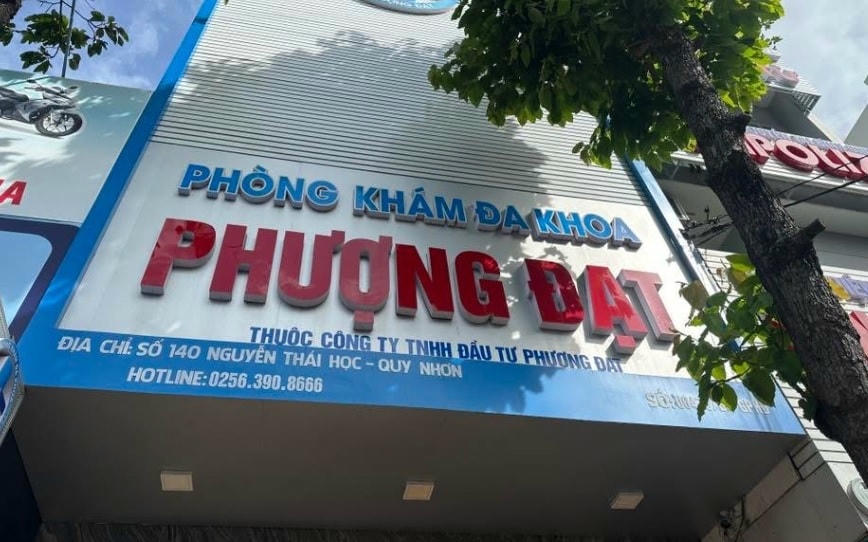 PHÒNG KHÁM ĐA KHOA
PHƯỢNG ĐẠT
THUỘC CÔNG TY TNHH ĐẦU TƯ PHƯỢNG ĐẠT
ĐỊA CHỈ: SỐ 140 NGUYỄN THÁI HỌC - QUY NHƠN
HOTLINE:0256.390.8666
SỐ: